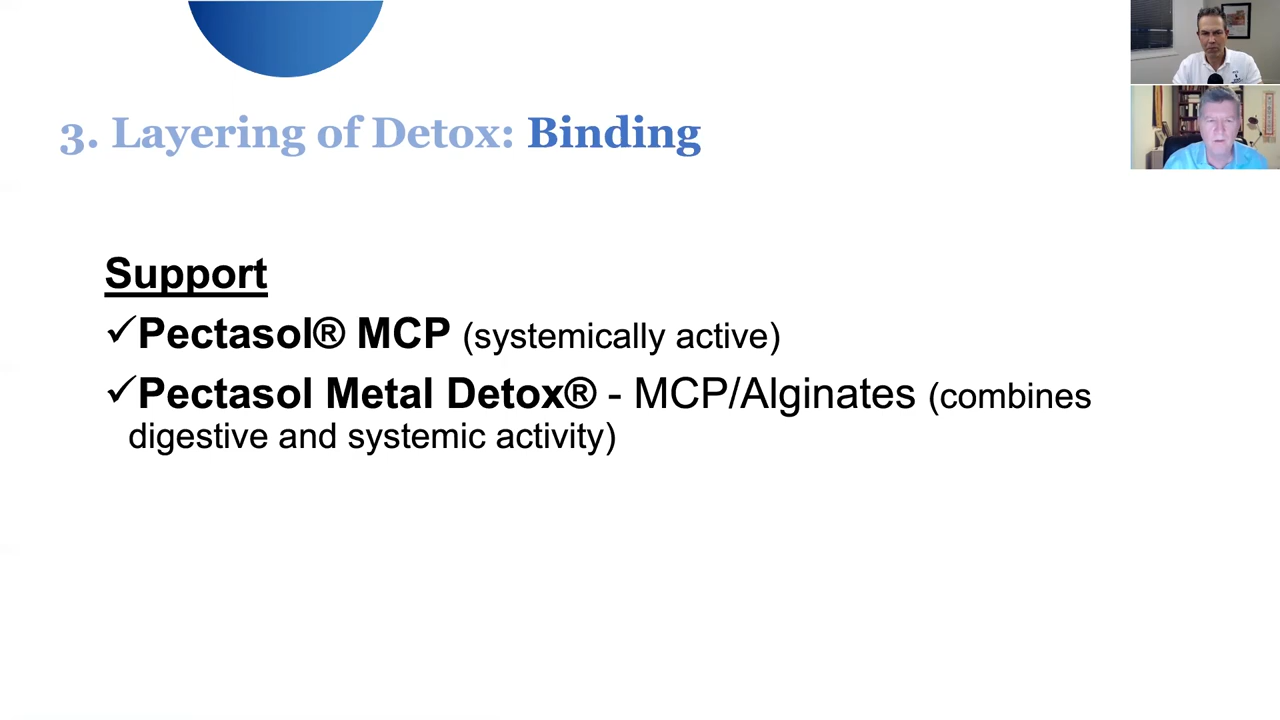 3. Layering of Detox: Binding
Support
✓Pectasol® MCP (systemically active)
✓Pectasol Metal Detox® - MCP/Alginates (combines
digestive and systemic activity)